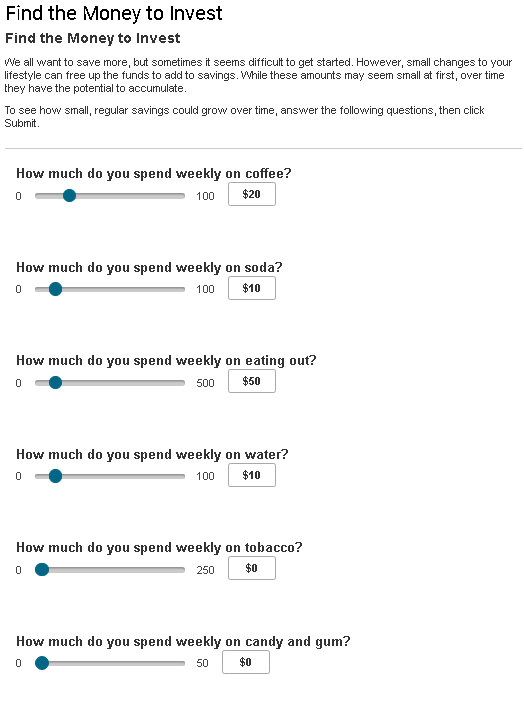 Find the Money to Invest
Find the Money to Invest
We all want to save more, but sometimes it seems difficult to get started. However, small changes to your
lifestyle can free up the funds to add to savings. While these amounts may seem small at first, over time
they have the potential to accumulate.
To see how small, regular savings could grow over time, answer the following questions, then click
Submit.
How much do you spend weekly on coffee?
0 100 $20
How much do you spend weekly on soda?
0 100 $10
How much do you spend weekly on eating out?
0 500 $50
How much do you spend weekly on water?
0 100 $10
How much do you spend weekly on tobacco?
0 250 $0
How much do you spend weekly on candy and gum?
0 50 $0